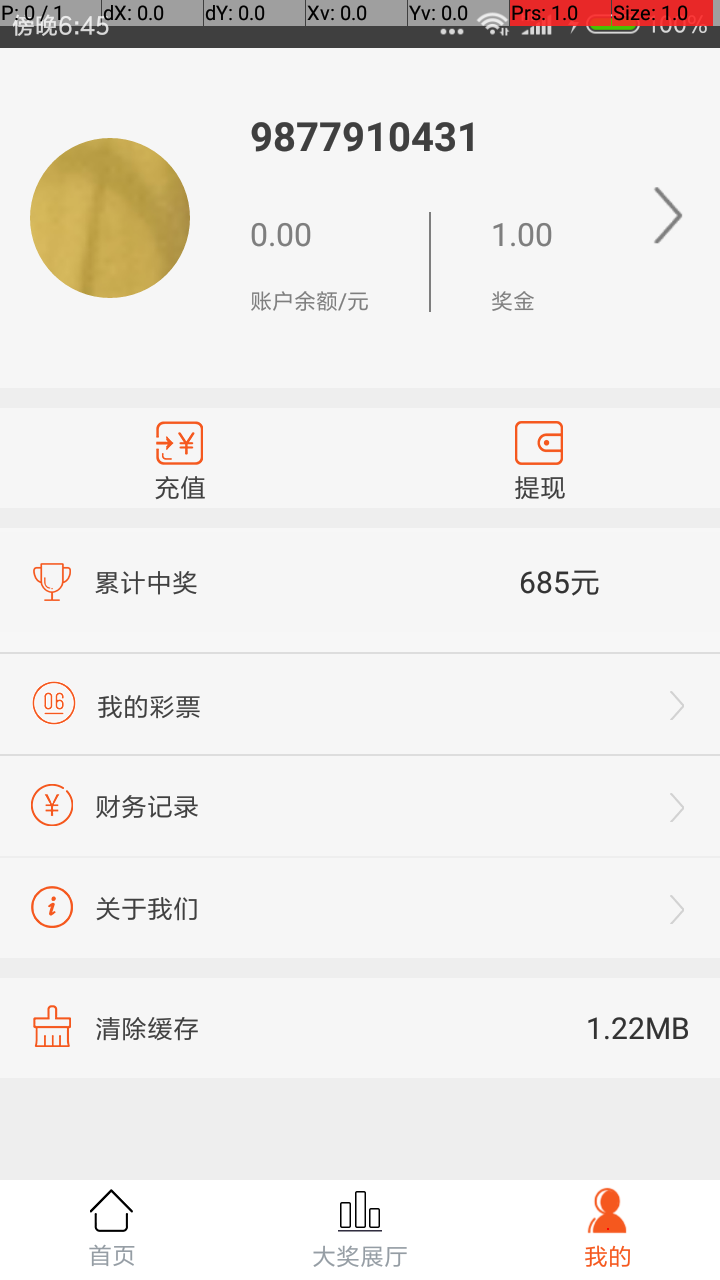 P: 0 / 1 dX: 0.0 dY: 0.0 Xv: 0.0 Yv: 0.0 Prs: 1.0 Size: 1.0
傍晚6:45 100%
9877910431
0.00 1.00
账户余额/元 奖金
充值 提现
累计中奖 685元
06 我的彩票
¥ 财务记录
i 关于我们
清除缓存 1.22MB
首页 大奖展厅 我的